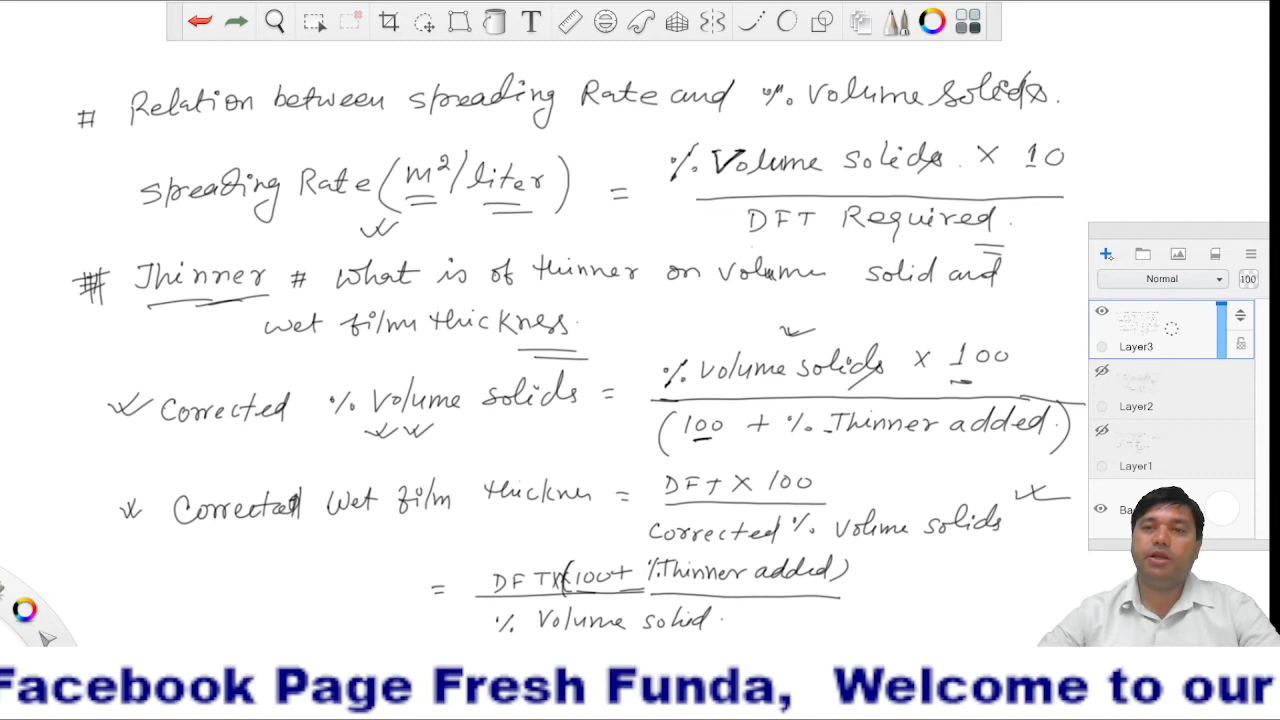 # Relation between spreading Rate and % volume solids.
spreading Rate (m²/liter) = % Volume solids × 10
DFT Required.
# Thinner # What is of thinner on volume solid and
wet film thickness.
Corrected % Volume solids = % volume solids × 100
(100 + % Thinner added.)
Corrected wet film thickner = DFT × 100
corrected % volume solids
= DFT × (100 + % Thinner added)
% Volume solid.
Normal
100
Layer3
Layer2
Layer1
Ba
Facebook Page Fresh Funda, Welcome to our